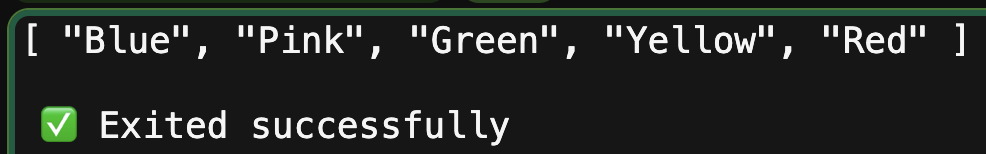 [ "Blue", "Pink", "Green", "Yellow", "Red" ]
✅ Exited successfully